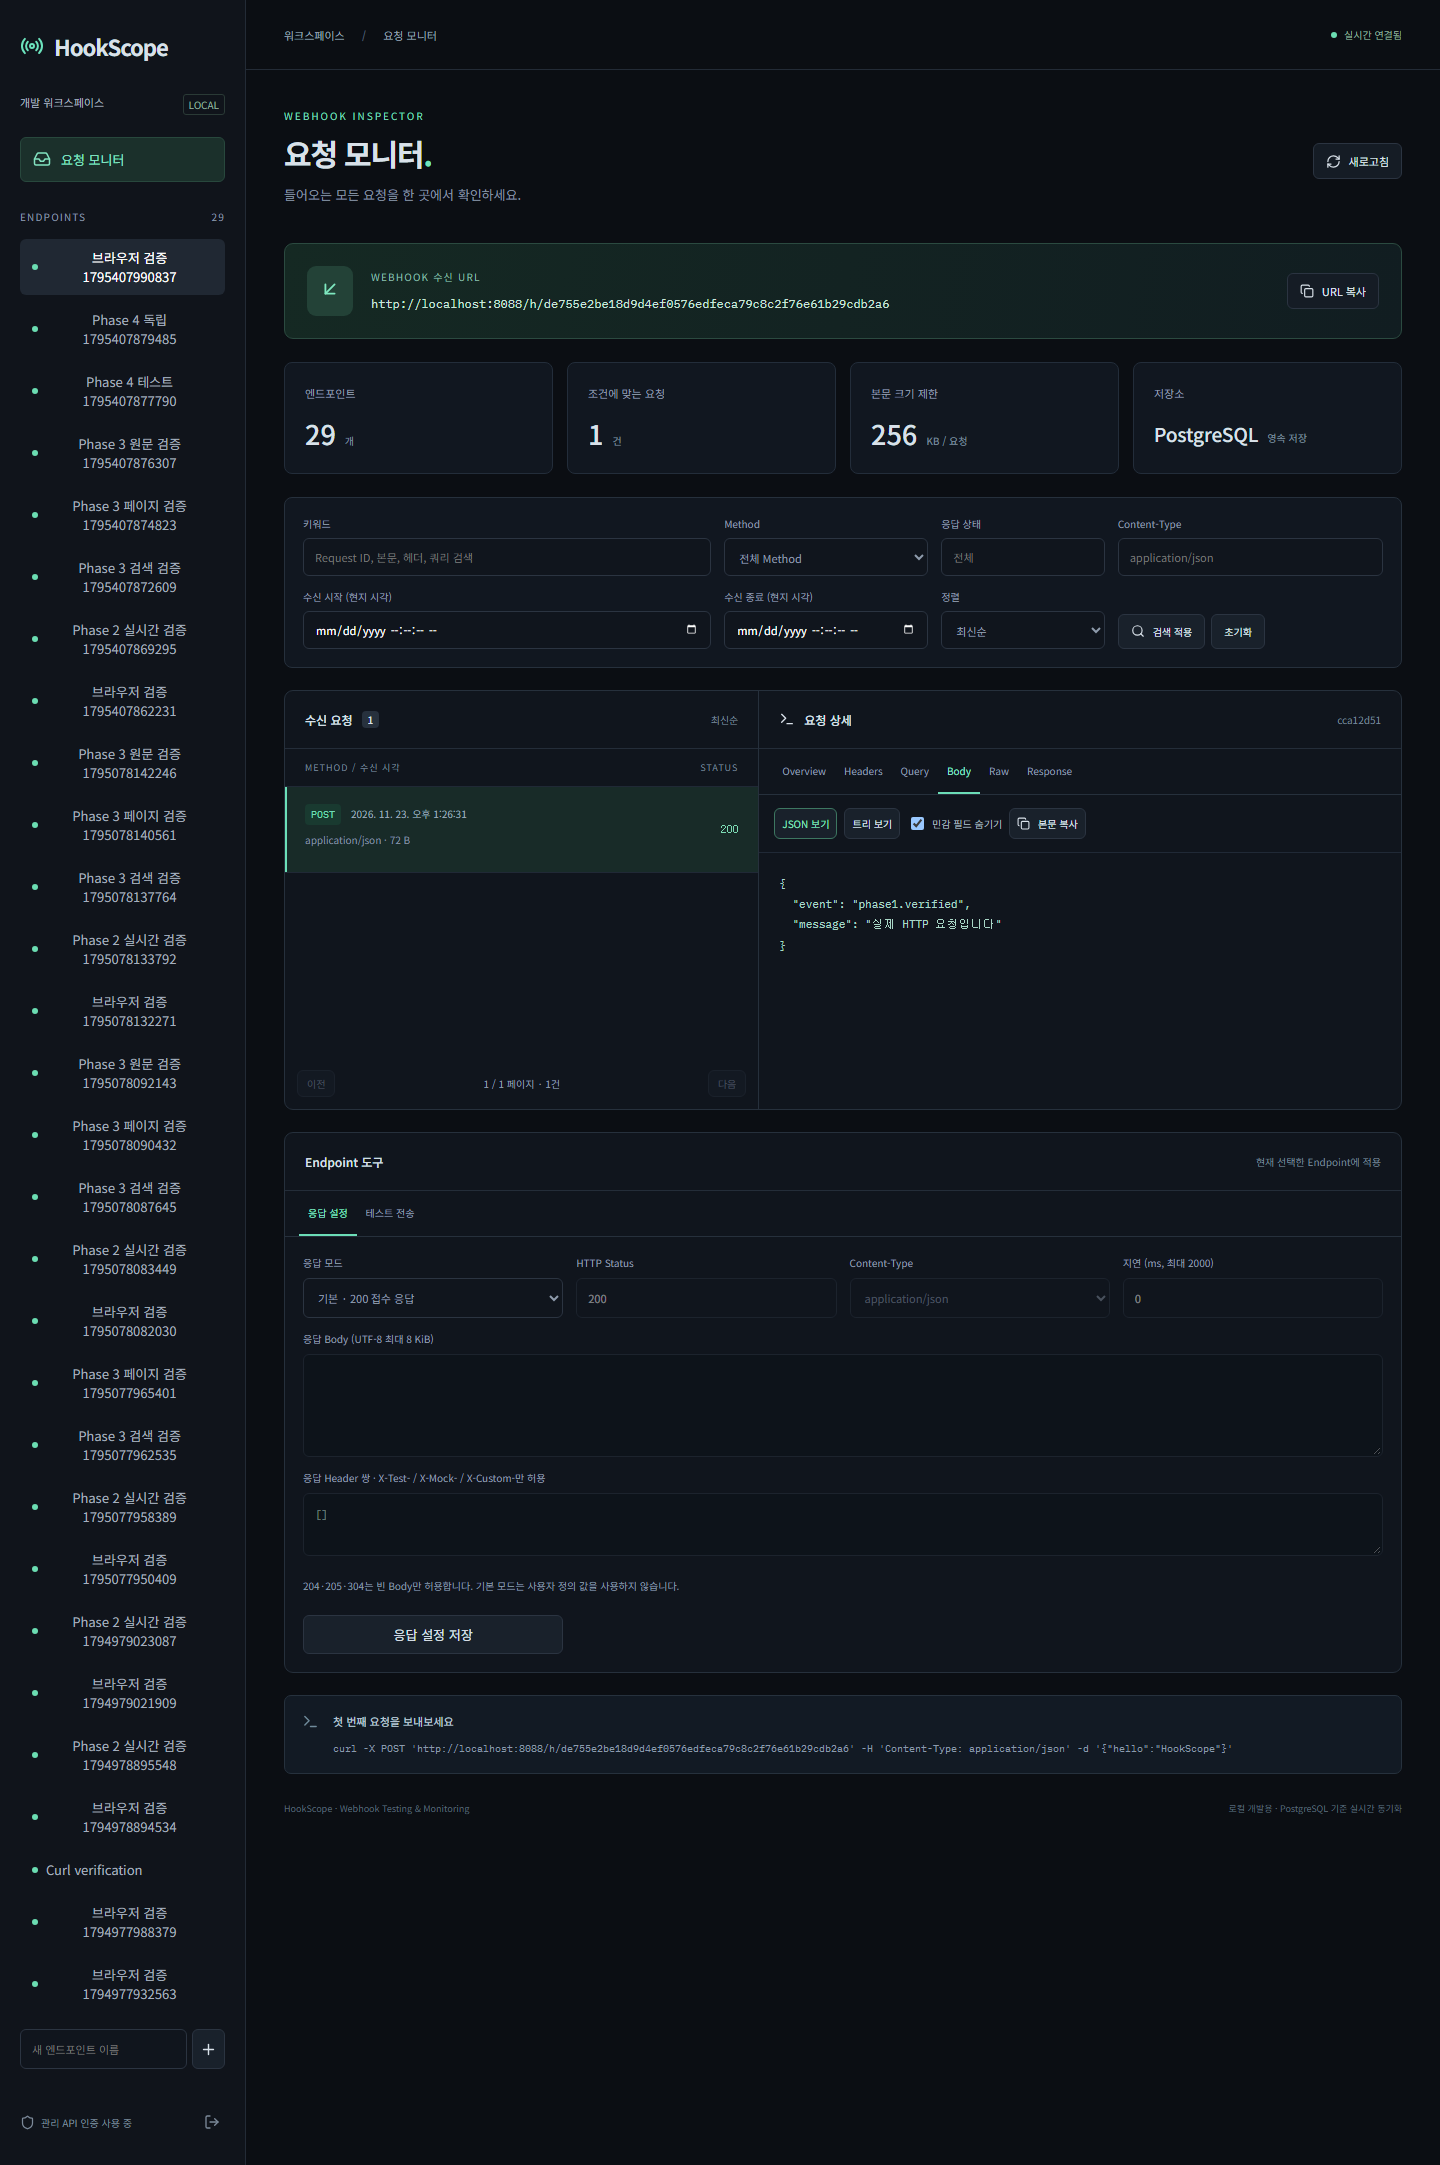 HookScope
개발 워크스페이스
LOCAL
요청 모니터
ENDPOINTS
29
브라우저 검증
1795407990837
Phase 4 독립
1795407879485
Phase 4 테스트
1795407877790
Phase 3 원문 검증
1795407876307
Phase 3 페이지 검증
1795407874823
Phase 3 검색 검증
1795407872609
Phase 2 실시간 검증
1795407869295
브라우저 검증
1795407862231
Phase 3 원문 검증
1795078142246
Phase 3 페이지 검증
1795078140561
Phase 3 검색 검증
1795078137764
Phase 2 실시간 검증
1795078133792
브라우저 검증
1795078132271
Phase 3 원문 검증
1795078092143
Phase 3 페이지 검증
1795078090432
Phase 3 검색 검증
1795078087645
Phase 2 실시간 검증
1795078083449
브라우저 검증
1795078082030
Phase 3 페이지 검증
1795077965401
Phase 3 검색 검증
1795077962535
Phase 2 실시간 검증
1795077958389
브라우저 검증
1795077950409
Phase 2 실시간 검증
1794979023087
브라우저 검증
1794979021909
Phase 2 실시간 검증
1794978895548
브라우저 검증
1794978894534
Curl verification
브라우저 검증
1794977988379
브라우저 검증
1794977932563
새 엔드포인트 이름
관리 API 인증 사용 중
워크스페이스 / 요청 모니터
실시간 연결됨
WEBHOOK INSPECTOR
요청 모니터.
들어오는 모든 요청을 한 곳에서 확인하세요.
새로고침
WEBHOOK 수신 URL
http://localhost:8088/h/de755e2be18d9d4ef0576edfeca79c8c2f76e61b29cdb2a6
URL 복사
엔드포인트
29 개
조건에 맞는 요청
1 건
본문 크기 제한
256 KB / 요청
저장소
PostgreSQL 영속 저장
키워드
Request ID, 본문, 헤더, 쿼리 검색
Method
전체 Method
응답 상태
전체
Content-Type
application/json
수신 시작 (현지 시각)
mm/dd/yyyy --:--:-- --
수신 종료 (현지 시각)
mm/dd/yyyy --:--:-- --
정렬
최신순
검색 적용
초기화
수신 요청 1
최신순
METHOD / 수신 시각
STATUS
POST 2026. 11. 23. 오후 1:26:31
application/json · 72 B
200
이전
1 / 1 페이지 · 1건
다음
요청 상세
cca12d51
Overview Headers Query Body Raw Response
JSON 보기 트리 보기 민감 필드 숨기기 본문 복사
{
"event": "phase1.verified",
"message": "실제 HTTP 요청입니다"
}
Endpoint 도구
현재 선택한 Endpoint에 적용
응답 설정 테스트 전송
응답 모드
기본 · 200 접수 응답
HTTP Status
200
Content-Type
application/json
지연 (ms, 최대 2000)
0
응답 Body (UTF-8 최대 8 KiB)
응답 Header 쌍 · X-Test- / X-Mock- / X-Custom-만 허용
[]
204·205·304는 빈 Body만 허용합니다. 기본 모드는 사용자 정의 값을 사용하지 않습니다.
응답 설정 저장
첫 번째 요청을 보내보세요
curl -X POST 'http://localhost:8088/h/de755e2be18d9d4ef0576edfeca79c8c2f76e61b29cdb2a6' -H 'Content-Type: application/json' -d '{"hello":"HookScope"}'
HookScope · Webhook Testing & Monitoring
로컬 개발용 · PostgreSQL 기준 실시간 동기화